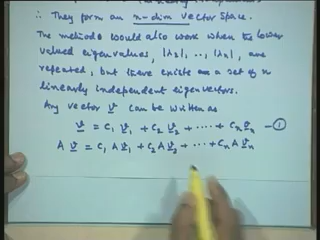 ∴ They form an n-dim vector space.
The methods would also work when the lower
valued eigenvalues, |λ₂|, ..., |λₙ|, are
repeated, but there exists a set of n
linearly independent eigenvectors.
Any vector v can be written as
v = C₁ v₁ + C₂ v₂ + ..... + Cₙ vₙ — ①
A v = C₁ A v₁ + C₂ A v₂ + ... + Cₙ A vₙ